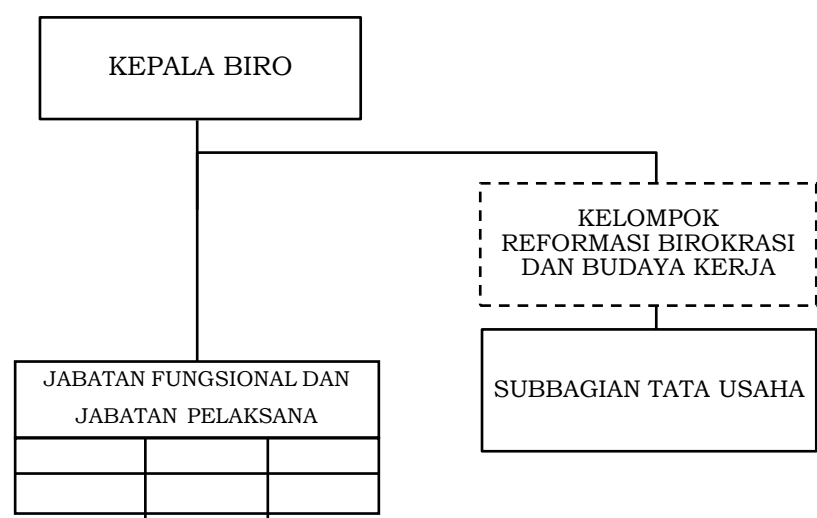 KEPALA BIRO
KELOMPOK
REFORMASI BIROKRASI
DAN BUDAYA KERJA
JABATAN FUNGSIONAL DAN
JABATAN PELAKSANA
SUBBAGIAN TATA USAHA